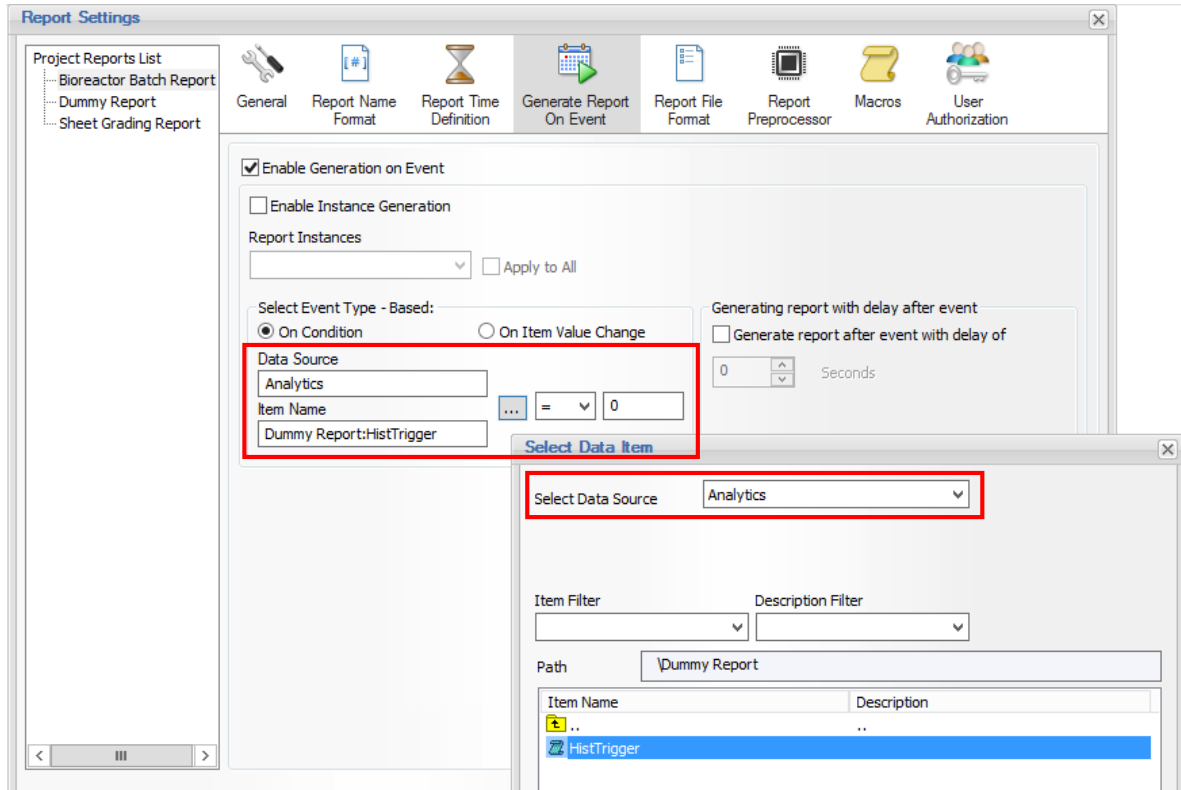 Report Settings
Project Reports List
Bioreactor Batch Report
Dummy Report
Sheet Grading Report
General
Report Name
Format
Report Time
Definition
Generate Report
On Event
Report File
Format
Report
Preprocessor
Macros
User
Authorization
[#]
Enable Generation on Event
Enable Instance Generation
Report Instances
Apply to All
Select Event Type - Based:
On Condition
On Item Value Change
Data Source
Analytics
Item Name
Dummy Report:HistTrigger
...
=
0
Generating report with delay after event
Generate report after event with delay of
0
Seconds
Select Data Item
Select Data Source
Analytics
Item Filter
Description Filter
Path
\Dummy Report
Item Name
Description
..
..
HistTrigger